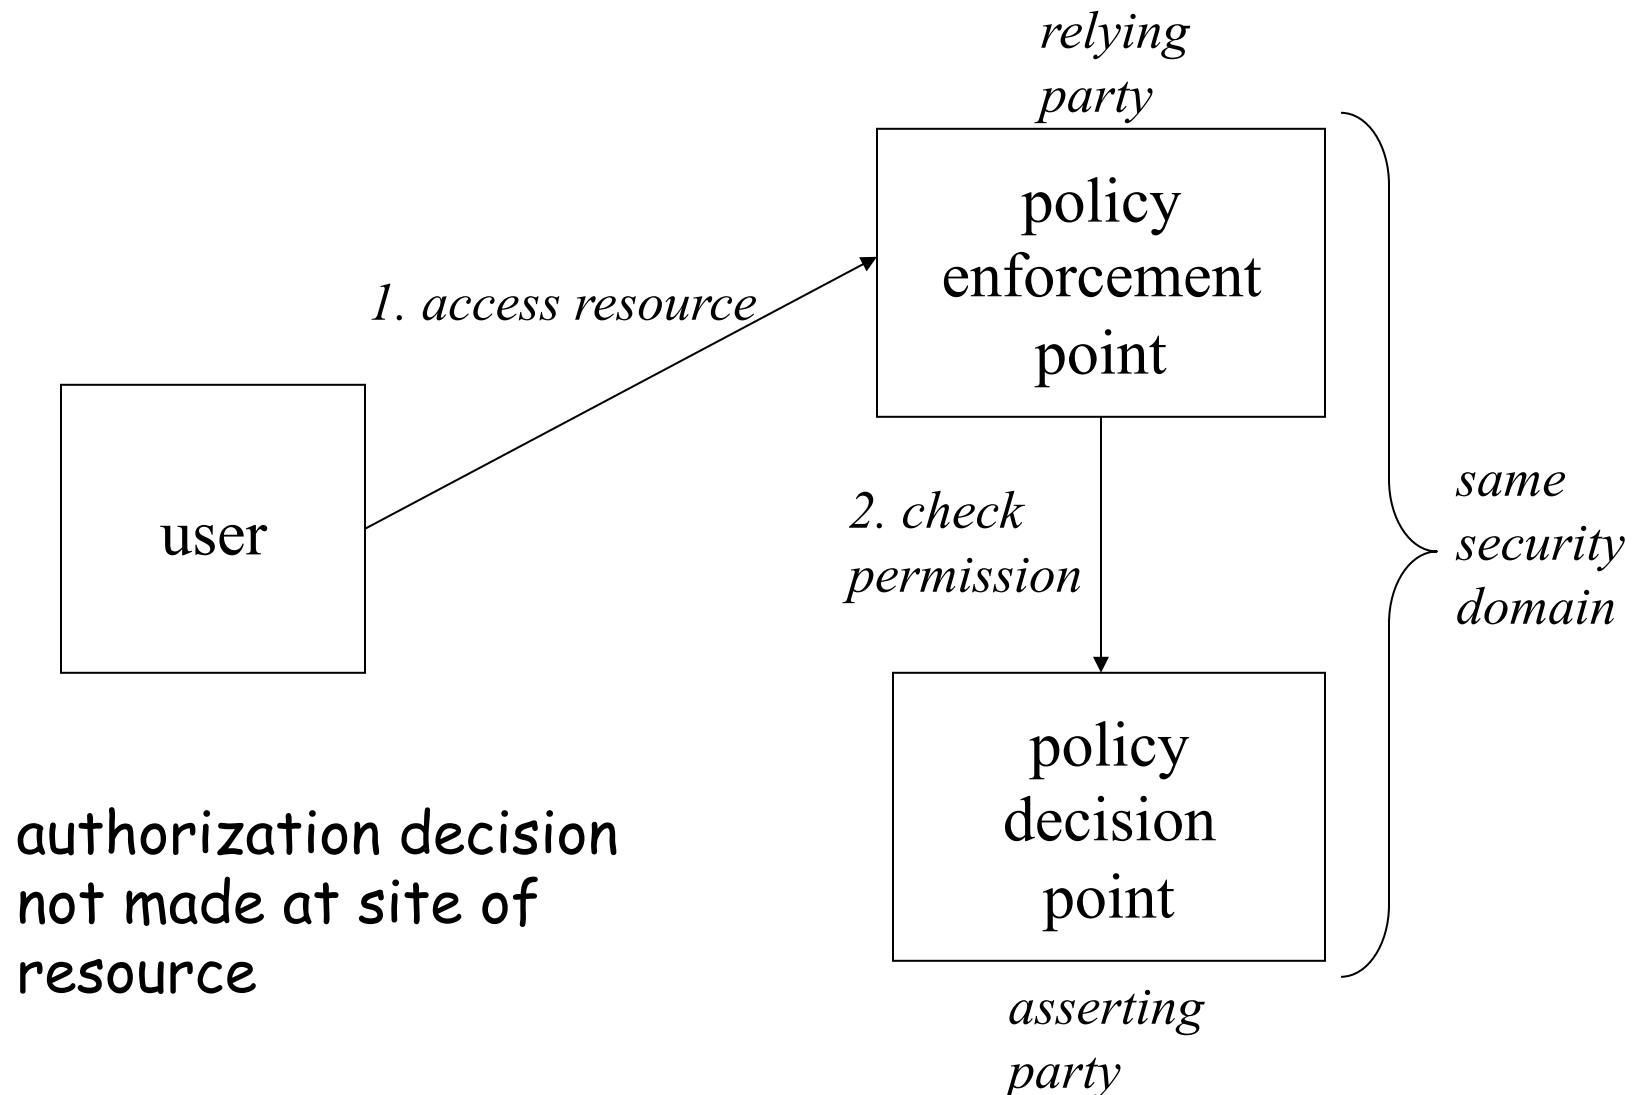 relying
party
policy
enforcement
point
1. access resource
user
2. check
permission
same
security
domain
policy
decision
point
authorization decision
not made at site of
resource
asserting
party